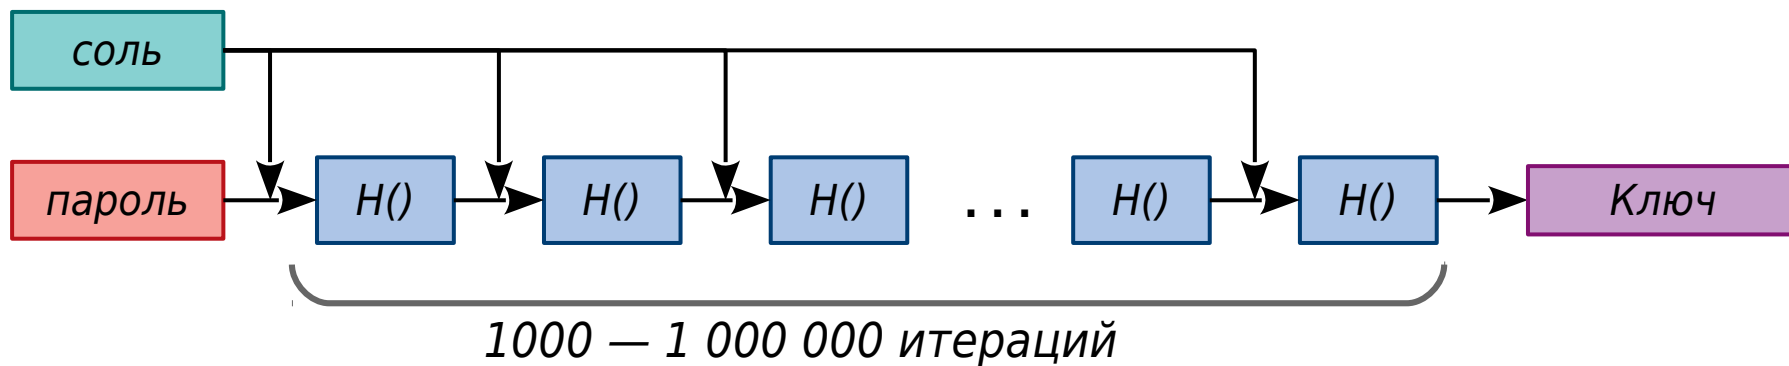 соль
пароль
H()
H()
H()
...
H()
H()
Ключ
1000 — 1 000 000 итераций